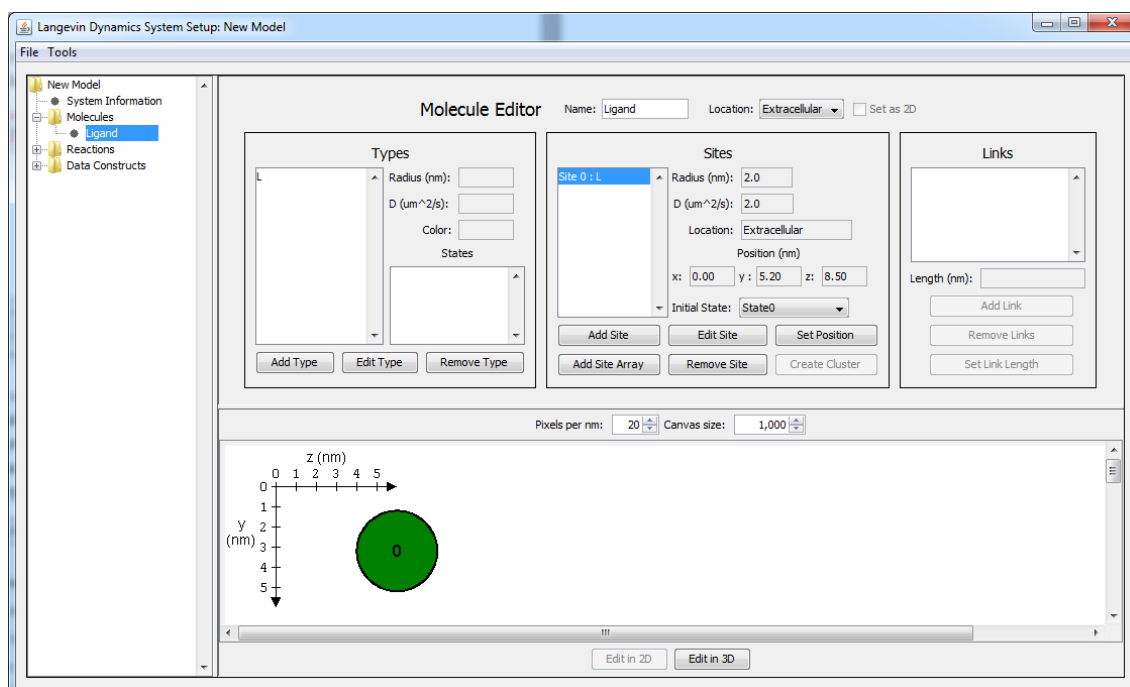 Langevin Dynamics System Setup: New Model
File Tools
New Model
System Information
Molecules
Ligand
Reactions
Data Constructs
Molecule Editor Name: Ligand Location: Extracellular Set as 2D
Types
L
Radius (nm):
D (um^2/s):
Color:
States
Add Type Edit Type Remove Type
Sites
Site 0 : L
Radius (nm): 2.0
D (um^2/s): 2.0
Location: Extracellular
Position (nm)
x: 0.00 y : 5.20 z: 8.50
Initial State: State0
Add Site Edit Site Set Position
Add Site Array Remove Site Create Cluster
Links
Length (nm):
Add Link
Remove Links
Set Link Length
Pixels per nm: 20 Canvas size: 1,000
z (nm)
0 1 2 3 4 5
0
1
y 2
(nm) 3
4
5
0
Edit in 2D Edit in 3D